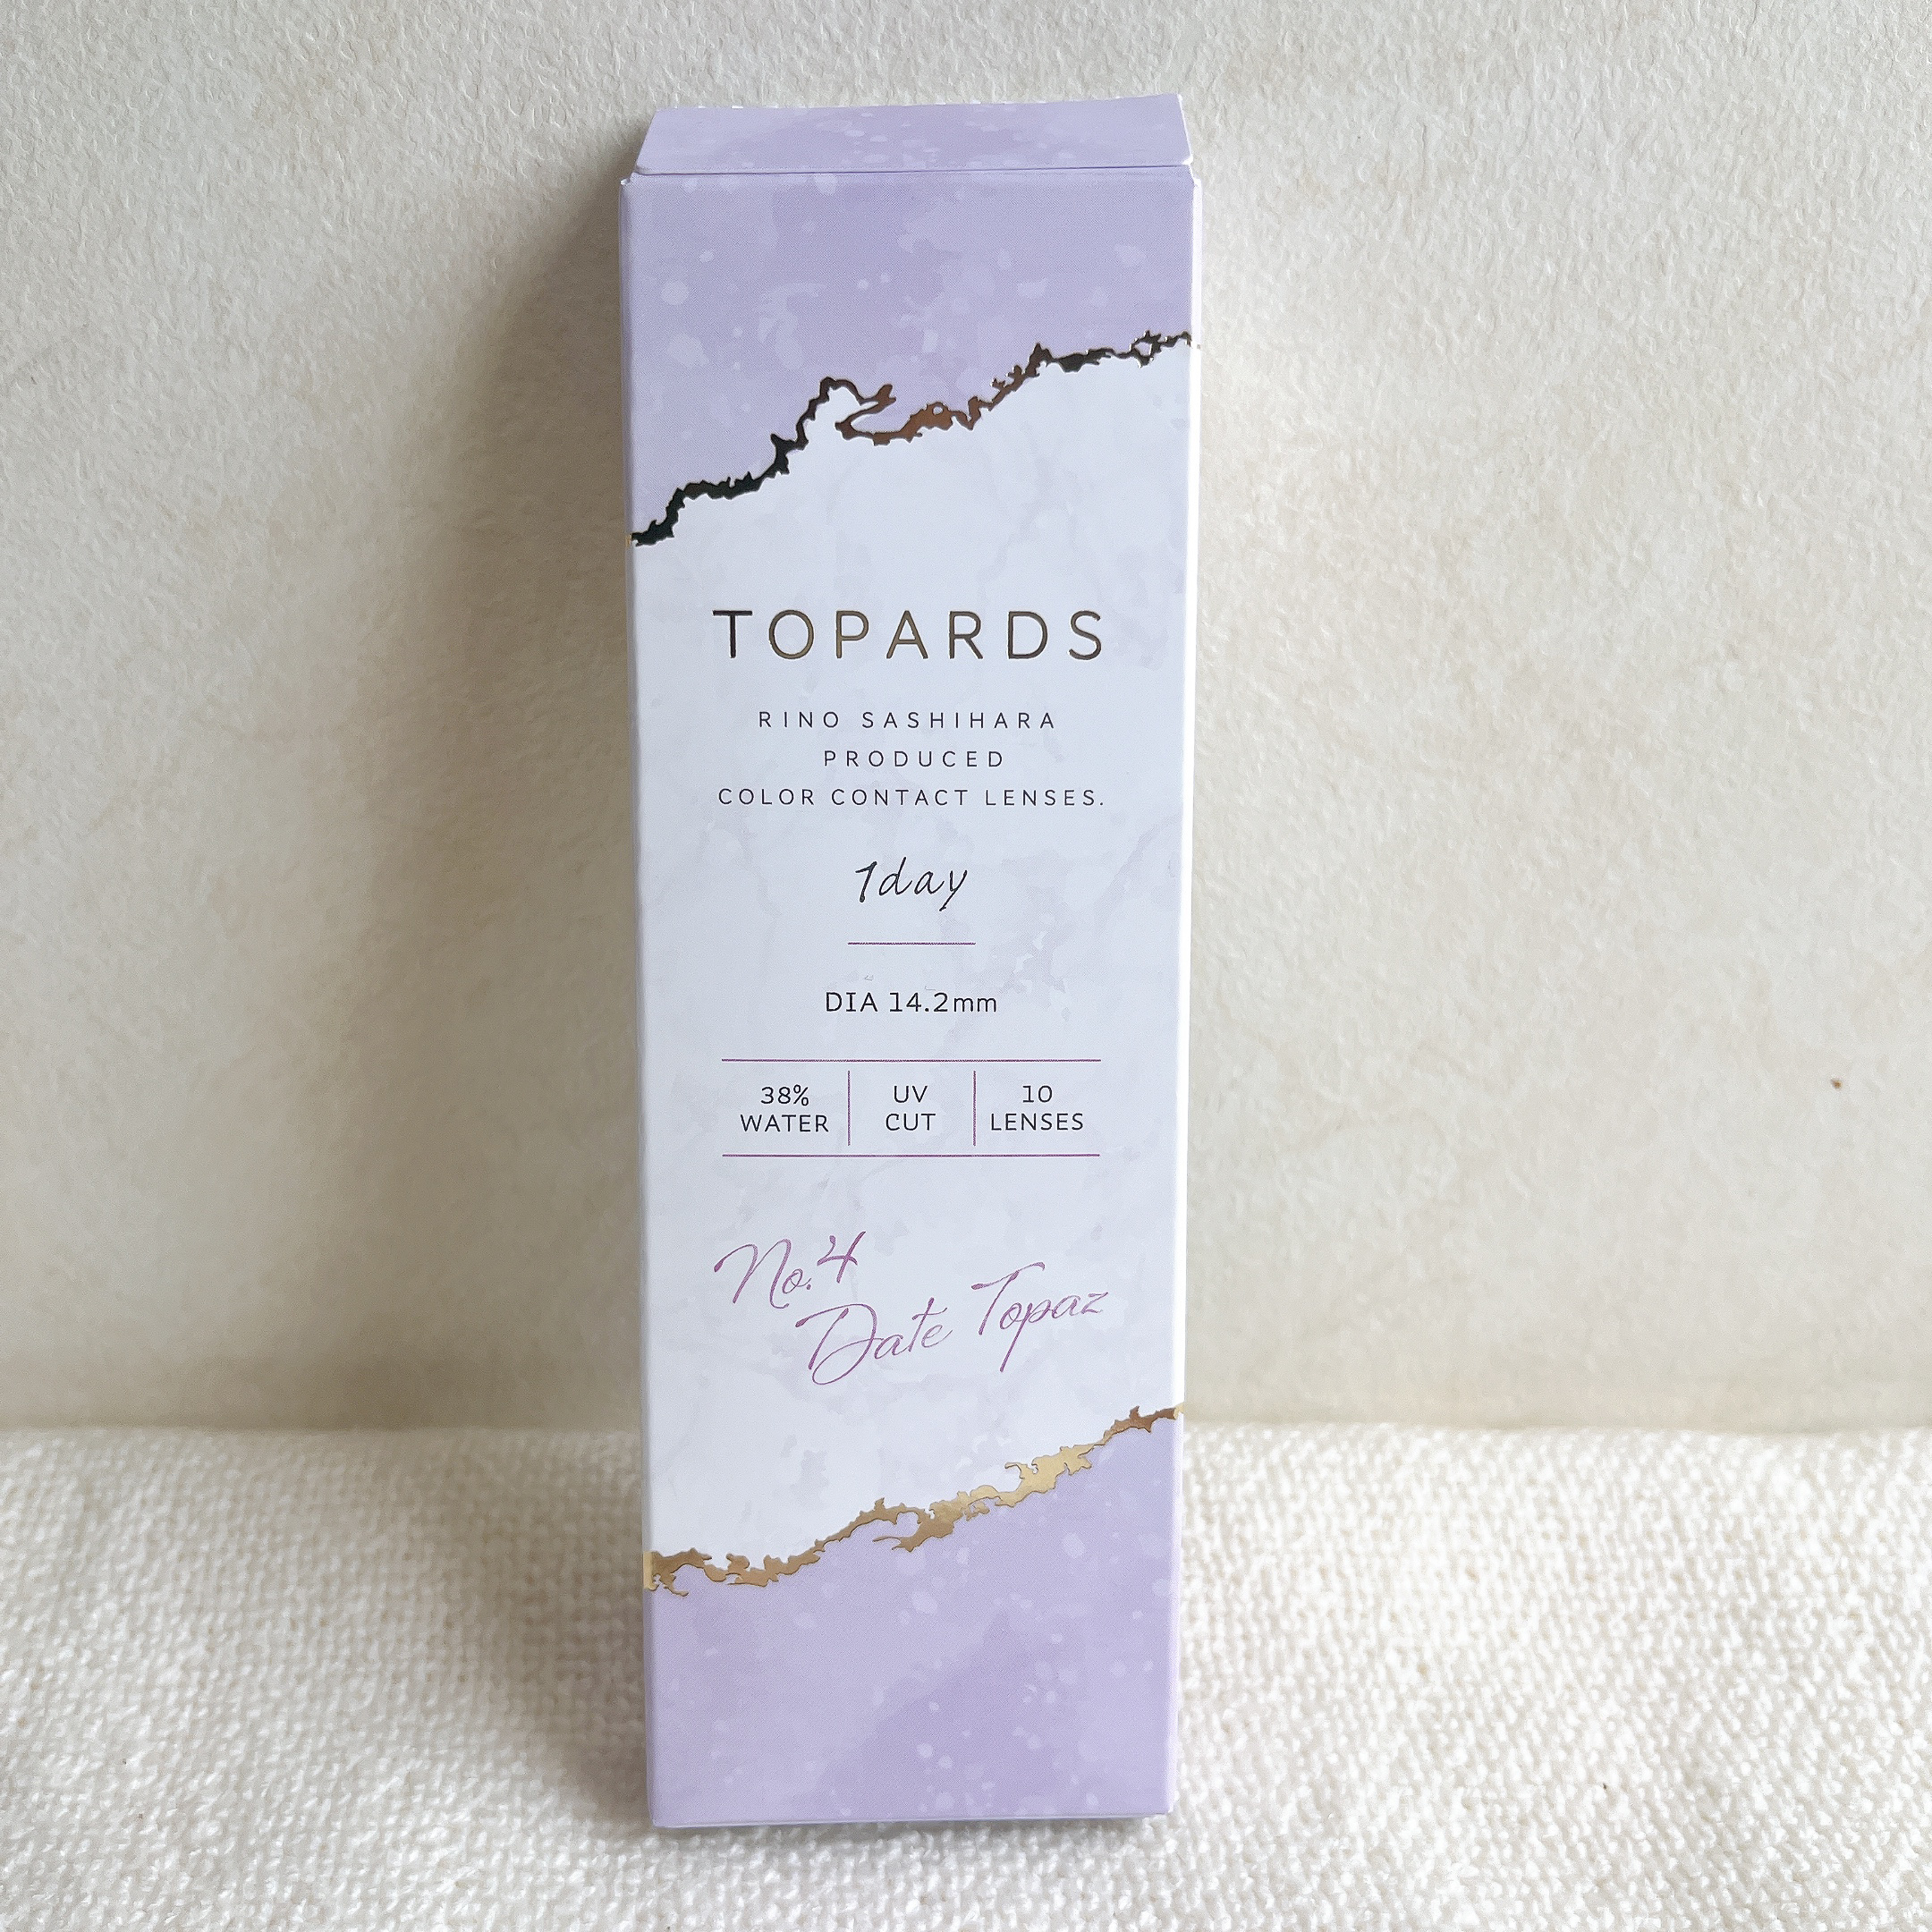 TOPARDS
RINO SASHIHARA
PRODUCED
COLOR CONTACT LENSES.
1day
DIA 14.2mm
38% WATER
UV CUT
10 LENSES
No.4
Date Topaz